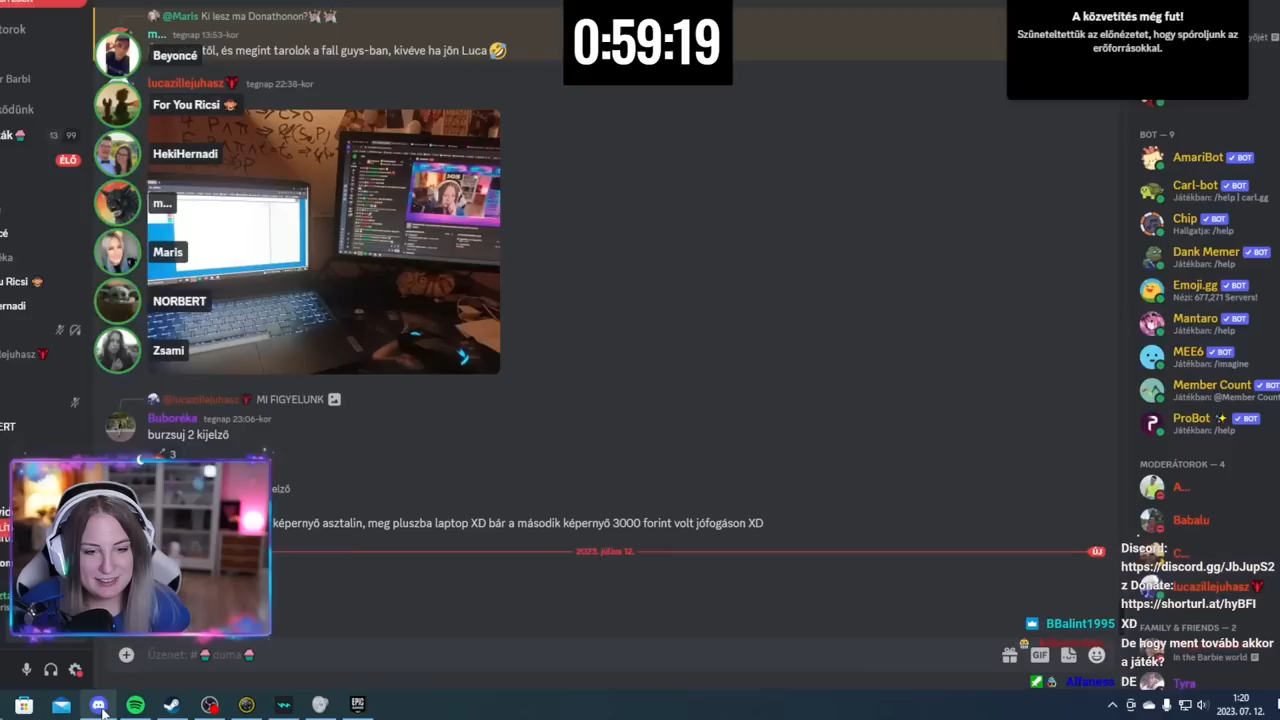 @Maris Ki lesz ma Donathonon?
m... tegnap 13:53-kor
től, és megint tarolok a fall guys-ban, kivéve ha jön Luca
Beyoncé
lucazillejuhasz tegnap 22:38-kor
For You Ricsi
HekiHernadi
m...
Maris
NORBERT
Zsami
@lucazillejuhasz MI FIGYELUNK
Buboréka tegnap 23:06-kor
burzsuj 2 kijelző
3
elző
képernyő asztalin, meg pluszba laptop XD bár a második képernyő 3000 forint volt jófogáson XD
2023. július 12.
ÚJ
Üzenet: # duma
GIF
0:59:19
A közvetítés még fut!
Szüneteltettük az előnézetet, hogy spóroljunk az
erőforrásokkal.
torok
r Barbi
ködünk
ák 13 99
ÉLŐ
cé
éka
u Ricsi
ernadi
lejuhasz
ERT
BOT — 9
AmariBot BOT
Carl-bot BOT
Játékban: /help | carl.gg
Chip BOT
Hallgatja: /help
Dank Memer BOT
Játékban: /help
Emoji.gg BOT
Nézi: 677,271 Servers!
Mantaro BOT
Játékban: /help
MEE6 BOT
Játékban: /imagine
Member Count BOT
Játékban: @Member Count
ProBot BOT
Játékban: /help
MODERÁTOROK — 4
A...
Babalu
C...
lucazillejuhasz
FAMILY & FRIENDS — 2
In the Barbie world
Tyra
Discord:
https://discord.gg/JbJupS2
z Donate:
https://shorturl.at/hyBFI
BBalint1995 XD
De hogy ment tovább akkor
a játék?
Alfaness DE
EPIC
GAMES
1:20
2023. 07. 12.